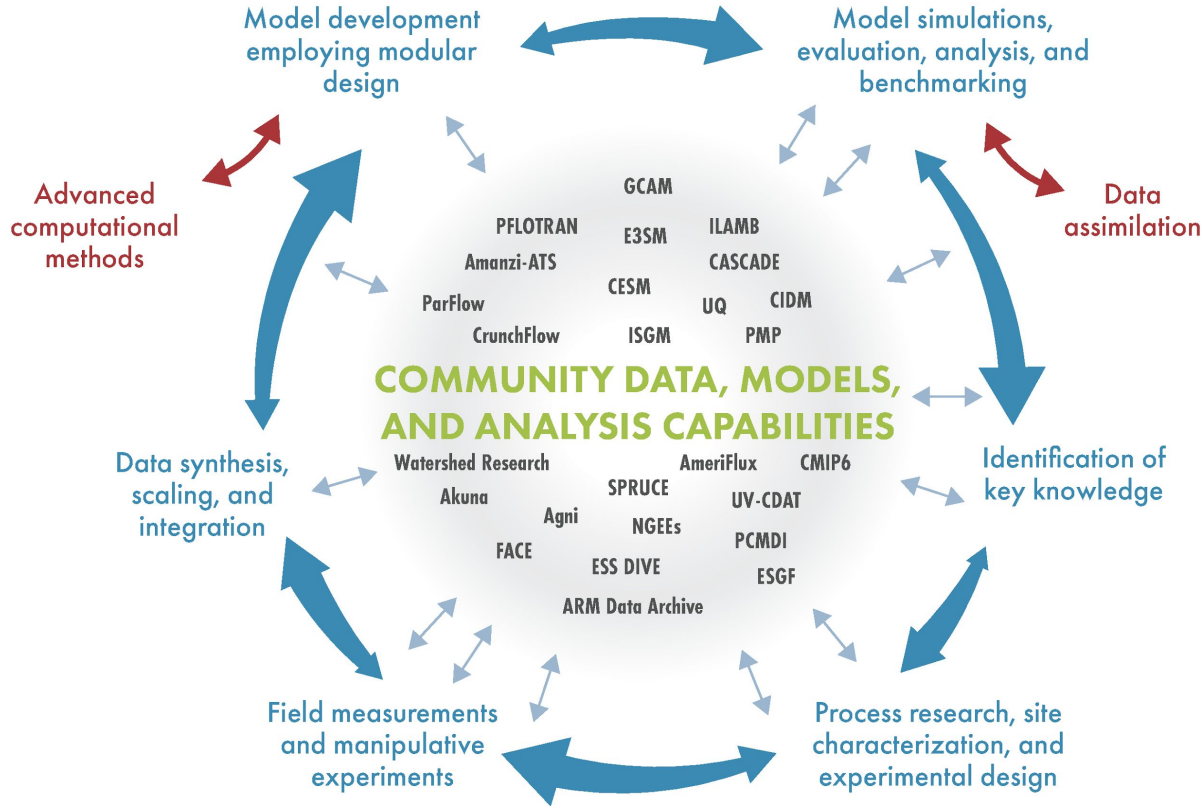 Model development
employing modular
design
Model simulations,
evaluation, analysis, and
benchmarking
Advanced
computational
methods
Data
assimilation
GCAM
PFLOTRAN
E3SM
ILAMB
Amanzi-ATS
CASCADE
CESM
ParFlow
UQ
CIDM
CrunchFlow
ISGM
PMP
COMMUNITY DATA, MODELS,
AND ANALYSIS CAPABILITIES
Watershed Research
AmeriFlux
CMIP6
Akuna
SPRUCE
UV-CDAT
Agni
NGEEs
FACE
PCMDI
ESS DIVE
ESGF
ARM Data Archive
Data synthesis,
scaling, and
integration
Identification of
key knowledge
Field measurements
and manipulative
experiments
Process research, site
characterization, and
experimental design